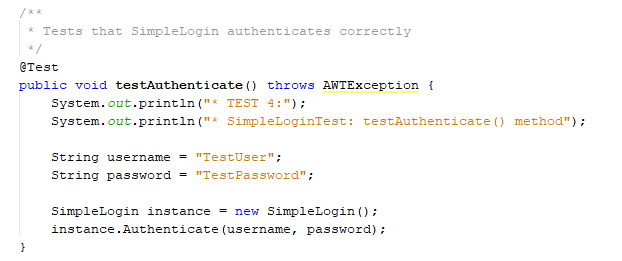 /**
 * Tests that SimpleLogin authenticates correctly
 */
@Test
public void testAuthenticate() throws AWTException {
    System.out.println("* TEST 4:");
    System.out.println("* SimpleLoginTest: testAuthenticate() method");

    String username = "TestUser";
    String password = "TestPassword";

    SimpleLogin instance = new SimpleLogin();
    instance.Authenticate(username, password);
}